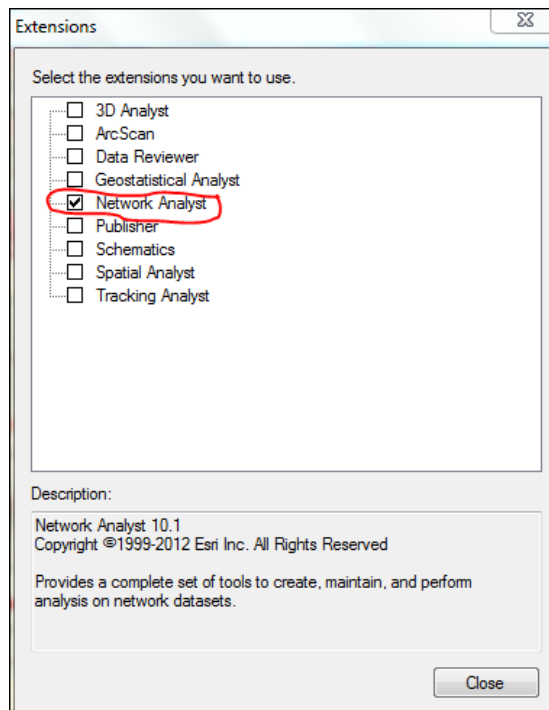 Extensions
Select the extensions you want to use.
3D Analyst
ArcScan
Data Reviewer
Geostatistical Analyst
Network Analyst
Publisher
Schematics
Spatial Analyst
Tracking Analyst
Description:
Network Analyst 10.1
Copyright ©1999-2012 Esri Inc. All Rights Reserved
Provides a complete set of tools to create, maintain, and perform
analysis on network datasets.
Close